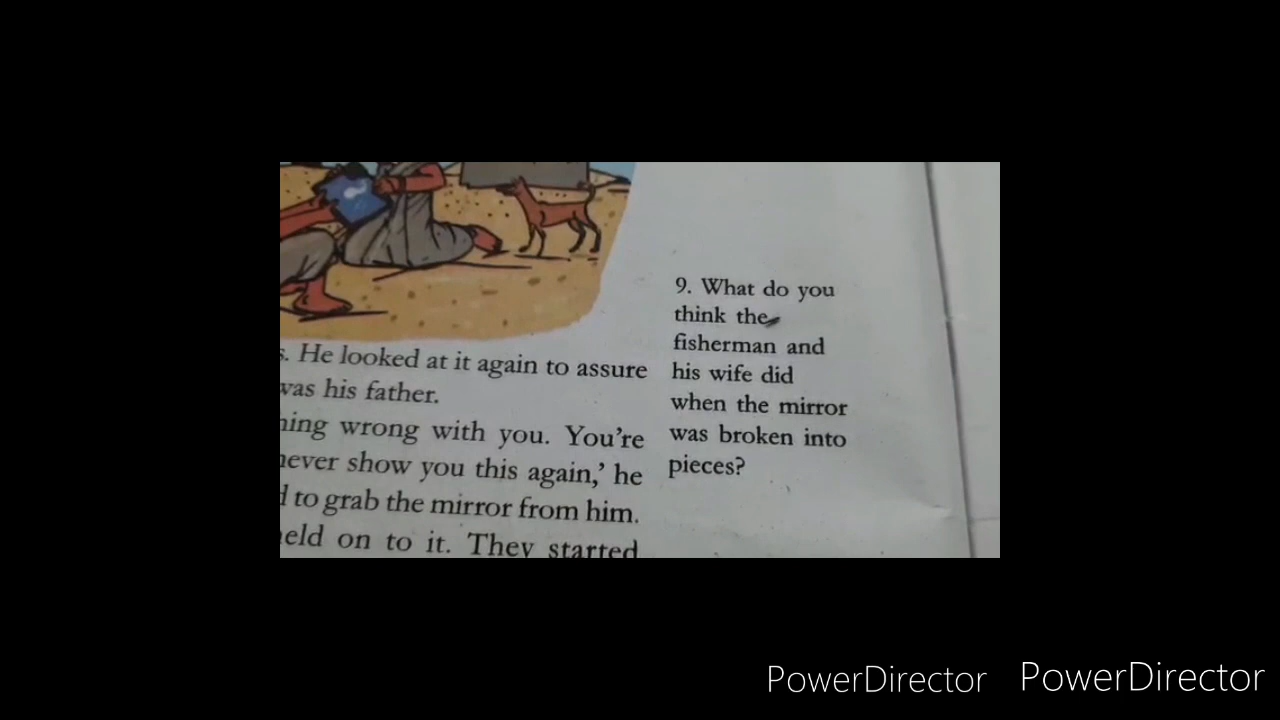 9. What do you
think the
fisherman and
his wife did
when the mirror
was broken into
pieces?
s. He looked at it again to assure
was his father.
wrong with you. You're
never show you this again,' he
to grab the mirror from him.
on to it. They started
PowerDirector PowerDirector